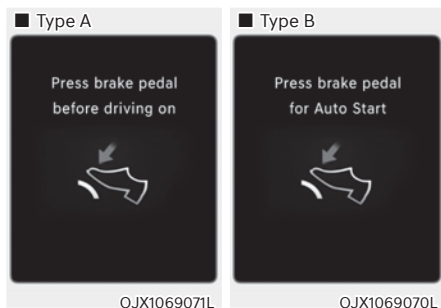 ■ Type A
Press brake pedal
before driving on
OJX1069071L
■ Type B
Press brake pedal
for Auto Start
OJX1069070L